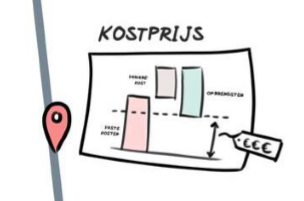 KOSTPRIJS
VARIABELE
KOST
OPBRENGSTEN
VASTE
KOSTEN
€€€